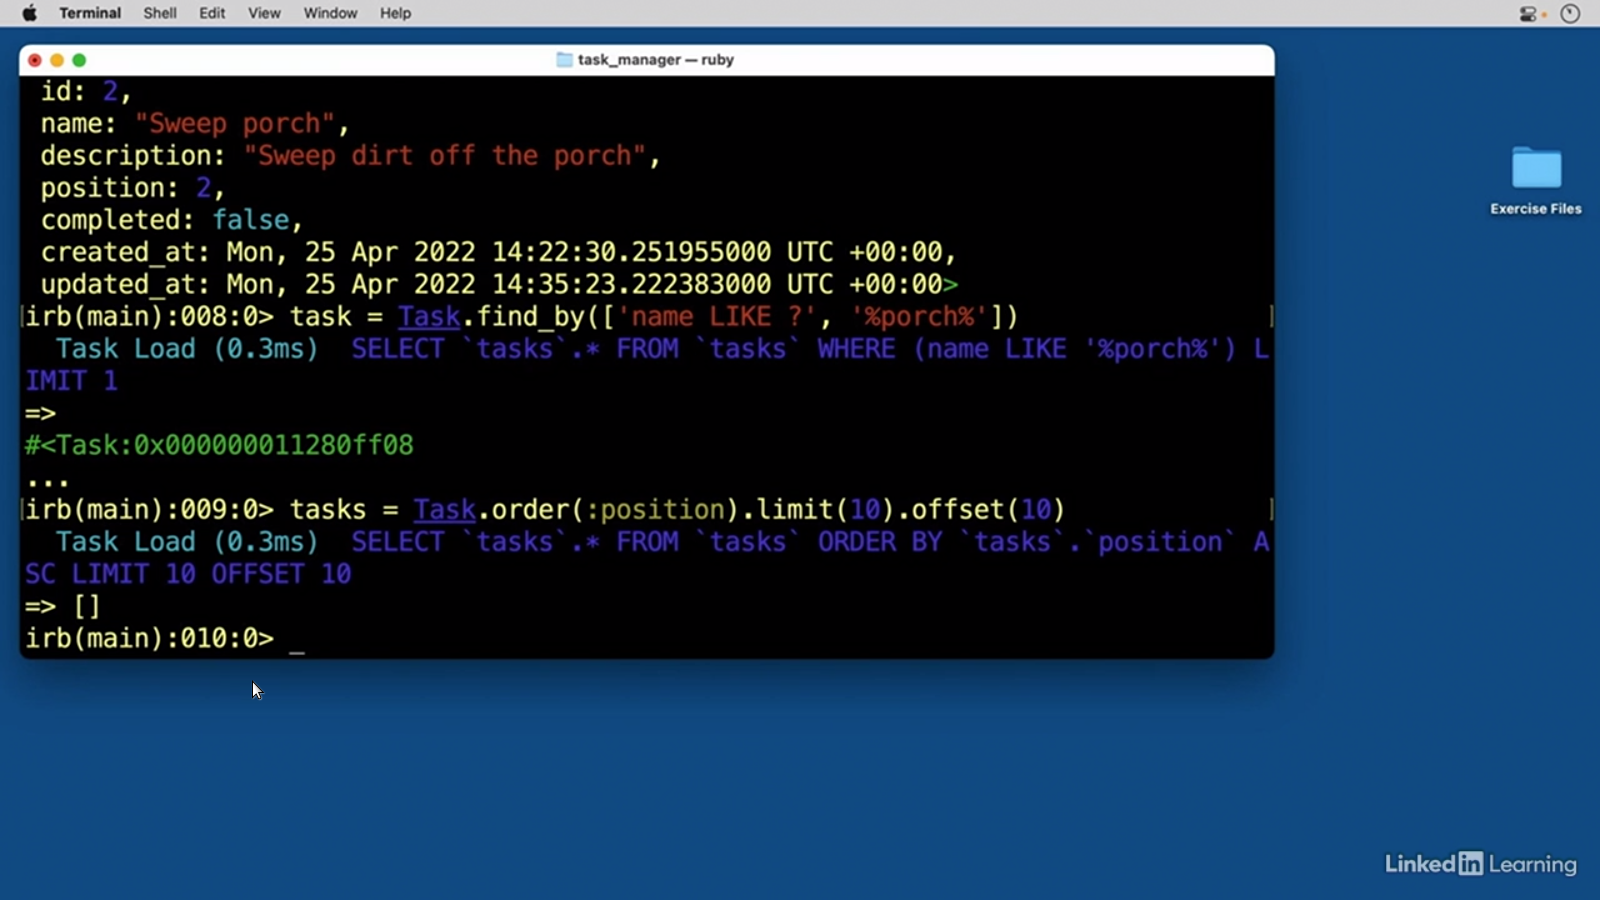 Terminal Shell Edit View Window Help
task_manager — ruby
id: 2,
name: "Sweep porch",
description: "Sweep dirt off the porch",
position: 2,
completed: false,
created_at: Mon, 25 Apr 2022 14:22:30.251955000 UTC +00:00,
updated_at: Mon, 25 Apr 2022 14:35:23.222383000 UTC +00:00>
irb(main):008:0> task = Task.find_by(['name LIKE ?', '%porch%'])
Task Load (0.3ms)  SELECT `tasks`.* FROM `tasks` WHERE (name LIKE '%porch%') L
IMIT 1
=>
#<Task:0x000000011280ff08
...
irb(main):009:0> tasks = Task.order(:position).limit(10).offset(10)
Task Load (0.3ms)  SELECT `tasks`.* FROM `tasks` ORDER BY `tasks`.`position` A
SC LIMIT 10 OFFSET 10
=> []
irb(main):010:0> _
Exercise Files
Linked in Learning